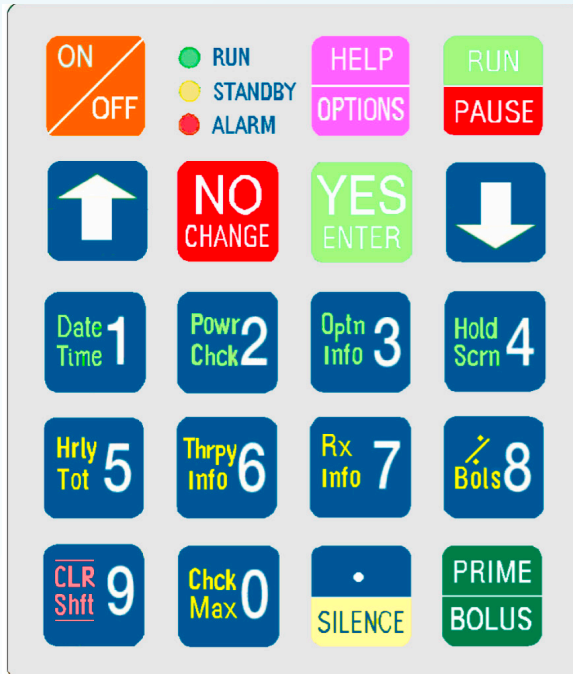 ON
OFF
RUN
STANDBY
ALARM
HELP
OPTIONS
RUN
PAUSE
NO
CHANGE
YES
ENTER
Date
Time 1
Powr
Chck 2
Optn
Info 3
Hold
Scrn 4
Hrly
Tot 5
Thrpy
Info 6
Rx
Info 7
⁒
Bols 8
CLR
Shft 9
Chck
Max 0
.
SILENCE
PRIME
BOLUS